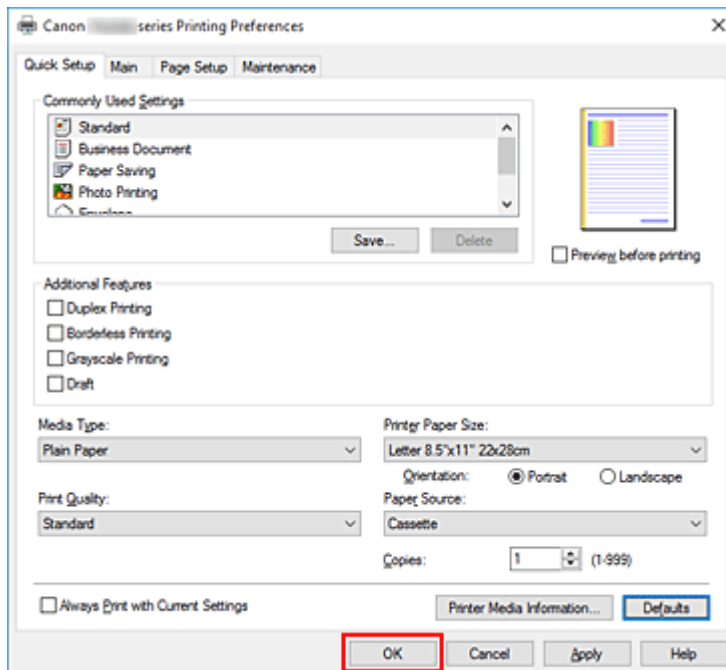 Canon series Printing Preferences
Quick Setup Main Page Setup Maintenance
Commonly Used Settings
Standard
Business Document
Paper Saving
Photo Printing
Envelope
Save... Delete
Preview before printing
Additional Features
Duplex Printing
Borderless Printing
Grayscale Printing
Draft
Media Type: Printer Paper Size:
Plain Paper Letter 8.5"x11" 22x28cm
Orientation: Portrait Landscape
Print Quality: Paper Source:
Standard Cassette
Copies: 1 (1-999)
Always Print with Current Settings Printer Media Information... Defaults
OK Cancel Apply Help